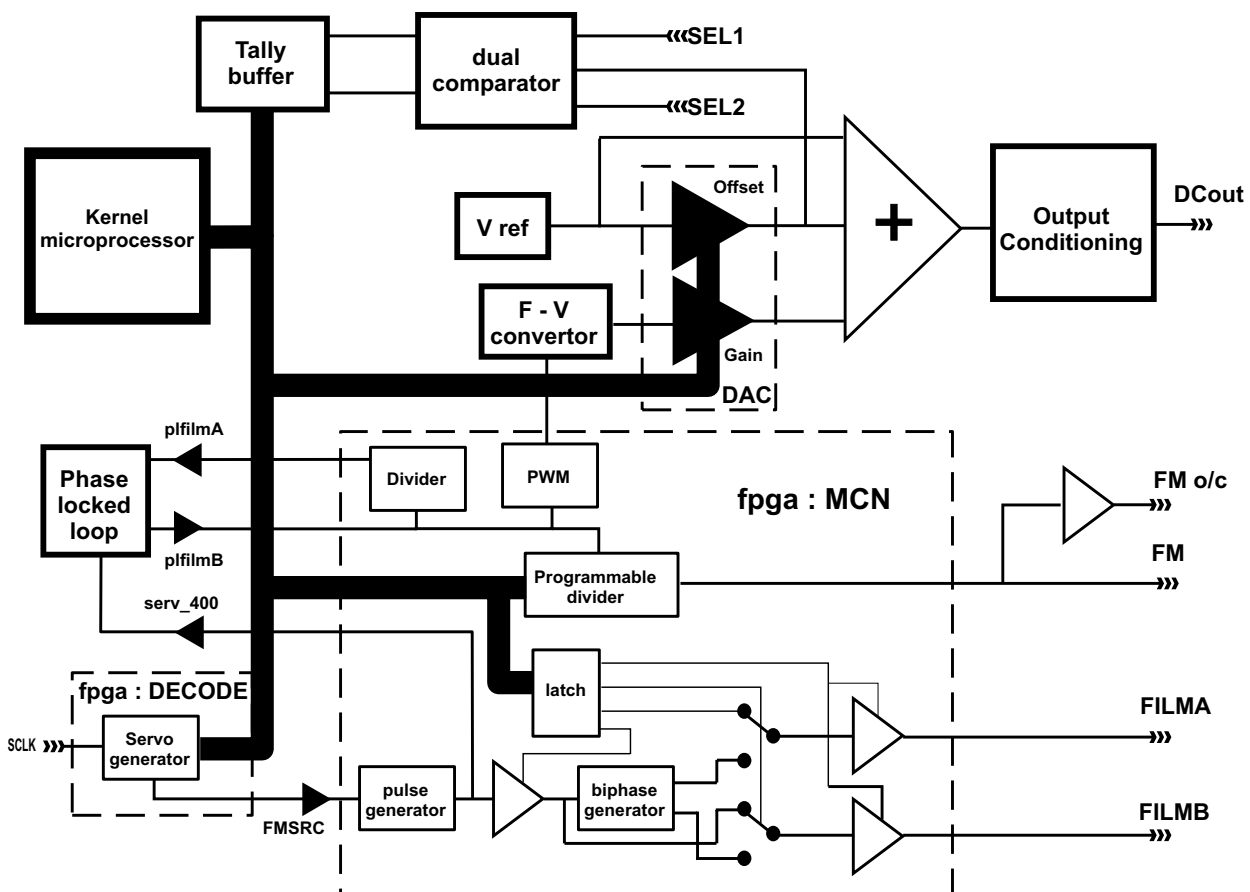 Tally
buffer
dual
comparator
SEL1
SEL2
Kernel
microprocessor
V ref
Offset
+
Output
Conditioning
DCout
F - V
convertor
Gain
DAC
plfilmA
Phase
locked
loop
plfilmB
Divider
PWM
fpga : MCN
FM o/c
FM
Programmable
divider
serv_400
latch
fpga : DECODE
SCLK
Servo
generator
FMSRC
pulse
generator
biphase
generator
FILMA
FILMB